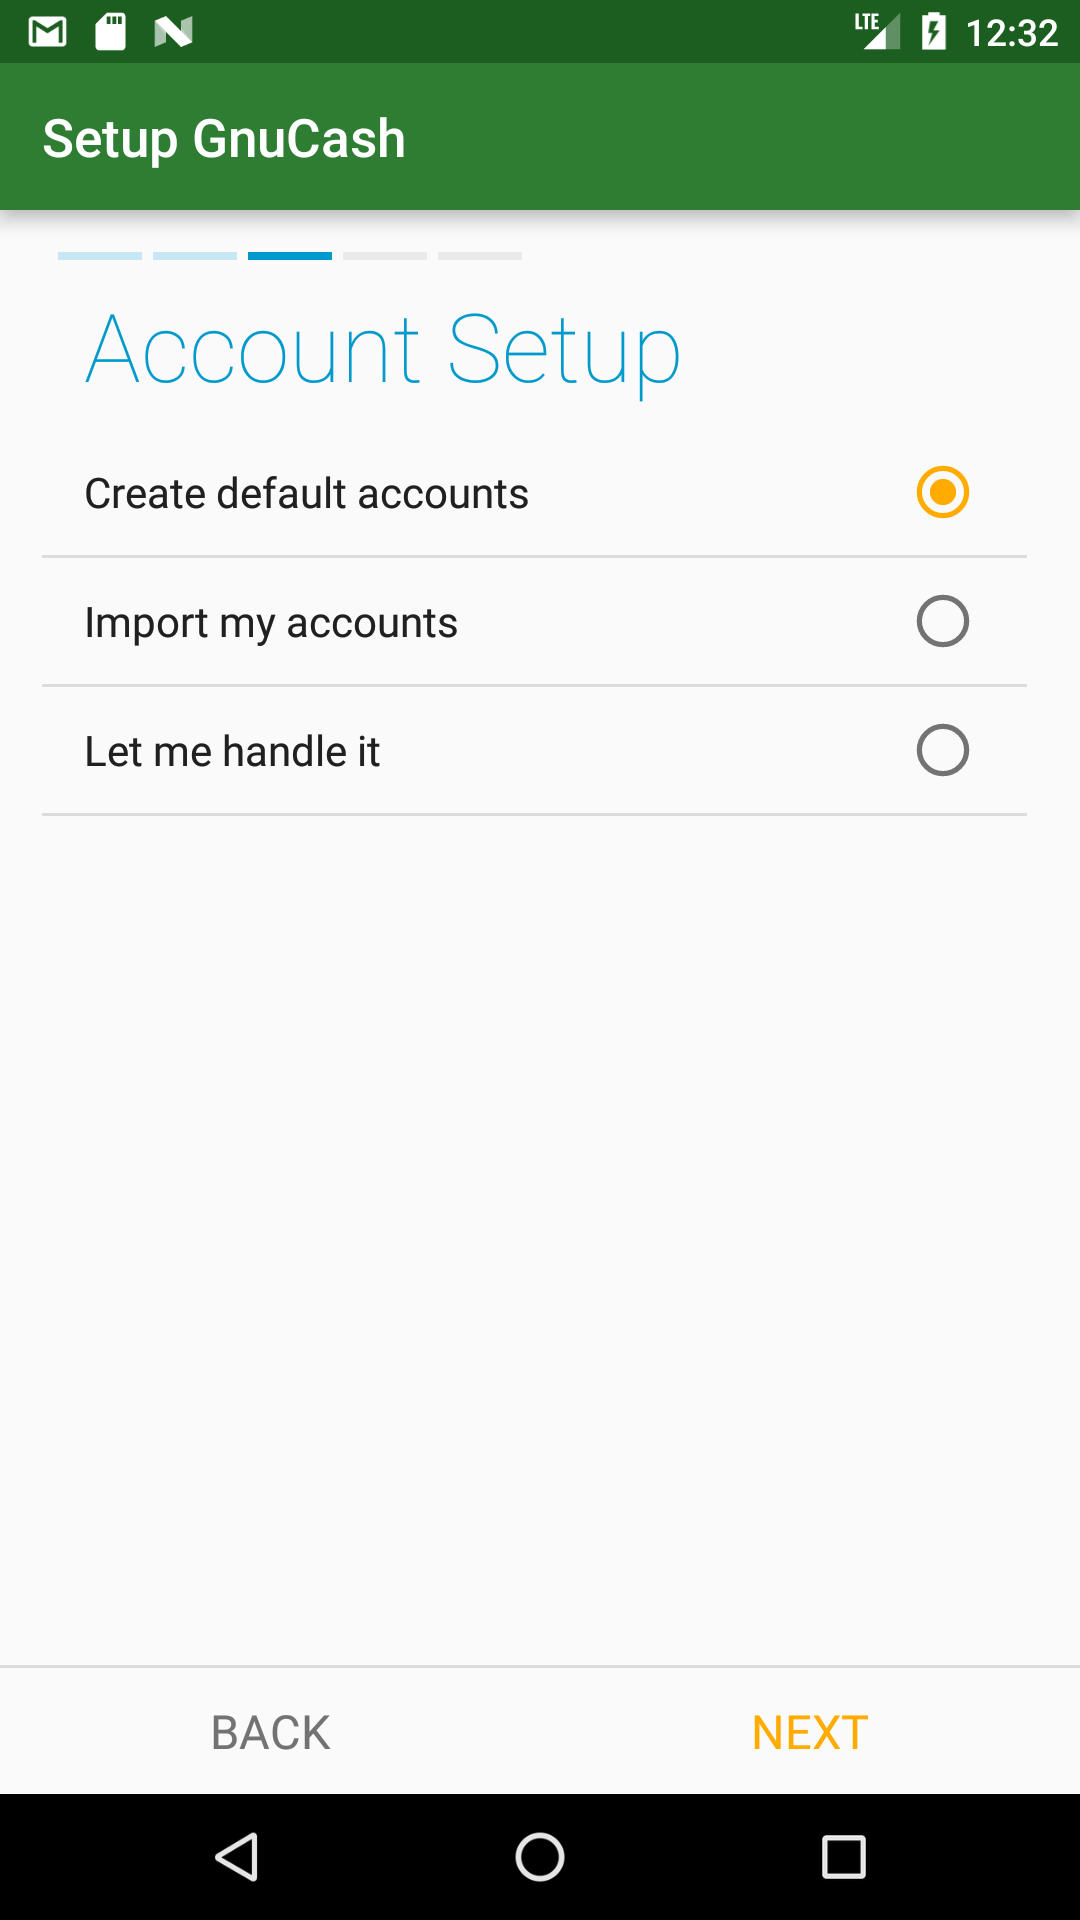 LTE 12:32
Setup GnuCash
Account Setup
Create default accounts
Import my accounts
Let me handle it
BACK NEXT